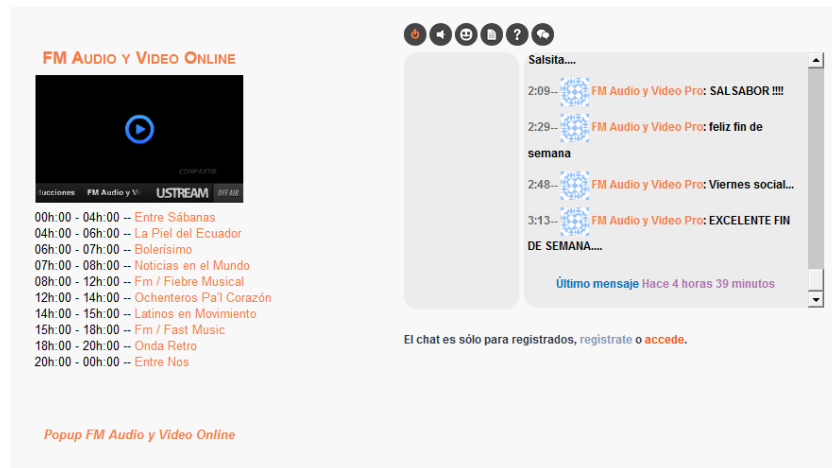 FM Audio y Video Online
COMPARTIR
ducciones FM Audio y Vi USTREAM OFF AIR
00h:00 - 04h:00 -- Entre Sábanas
04h:00 - 06h:00 -- La Piel del Ecuador
06h:00 - 07h:00 -- Bolerísimo
07h:00 - 08h:00 -- Noticias en el Mundo
08h:00 - 12h:00 -- Fm / Fiebre Musical
12h:00 - 14h:00 -- Ochenteros Pa'l Corazón
14h:00 - 15h:00 -- Latinos en Movimiento
15h:00 - 18h:00 -- Fm / Fast Music
18h:00 - 20h:00 -- Onda Retro
20h:00 - 00h:00 -- Entre Nos
Popup FM Audio y Video Online
?
Salsita....
2:09-- FM Audio y Video Pro: SALSABOR !!!!
2:29-- FM Audio y Video Pro: feliz fin de
semana
2:48-- FM Audio y Video Pro: Viernes social...
3:13-- FM Audio y Video Pro: EXCELENTE FIN
DE SEMANA....
Último mensaje Hace 4 horas 39 minutos
El chat es sólo para registrados, registrate o accede.